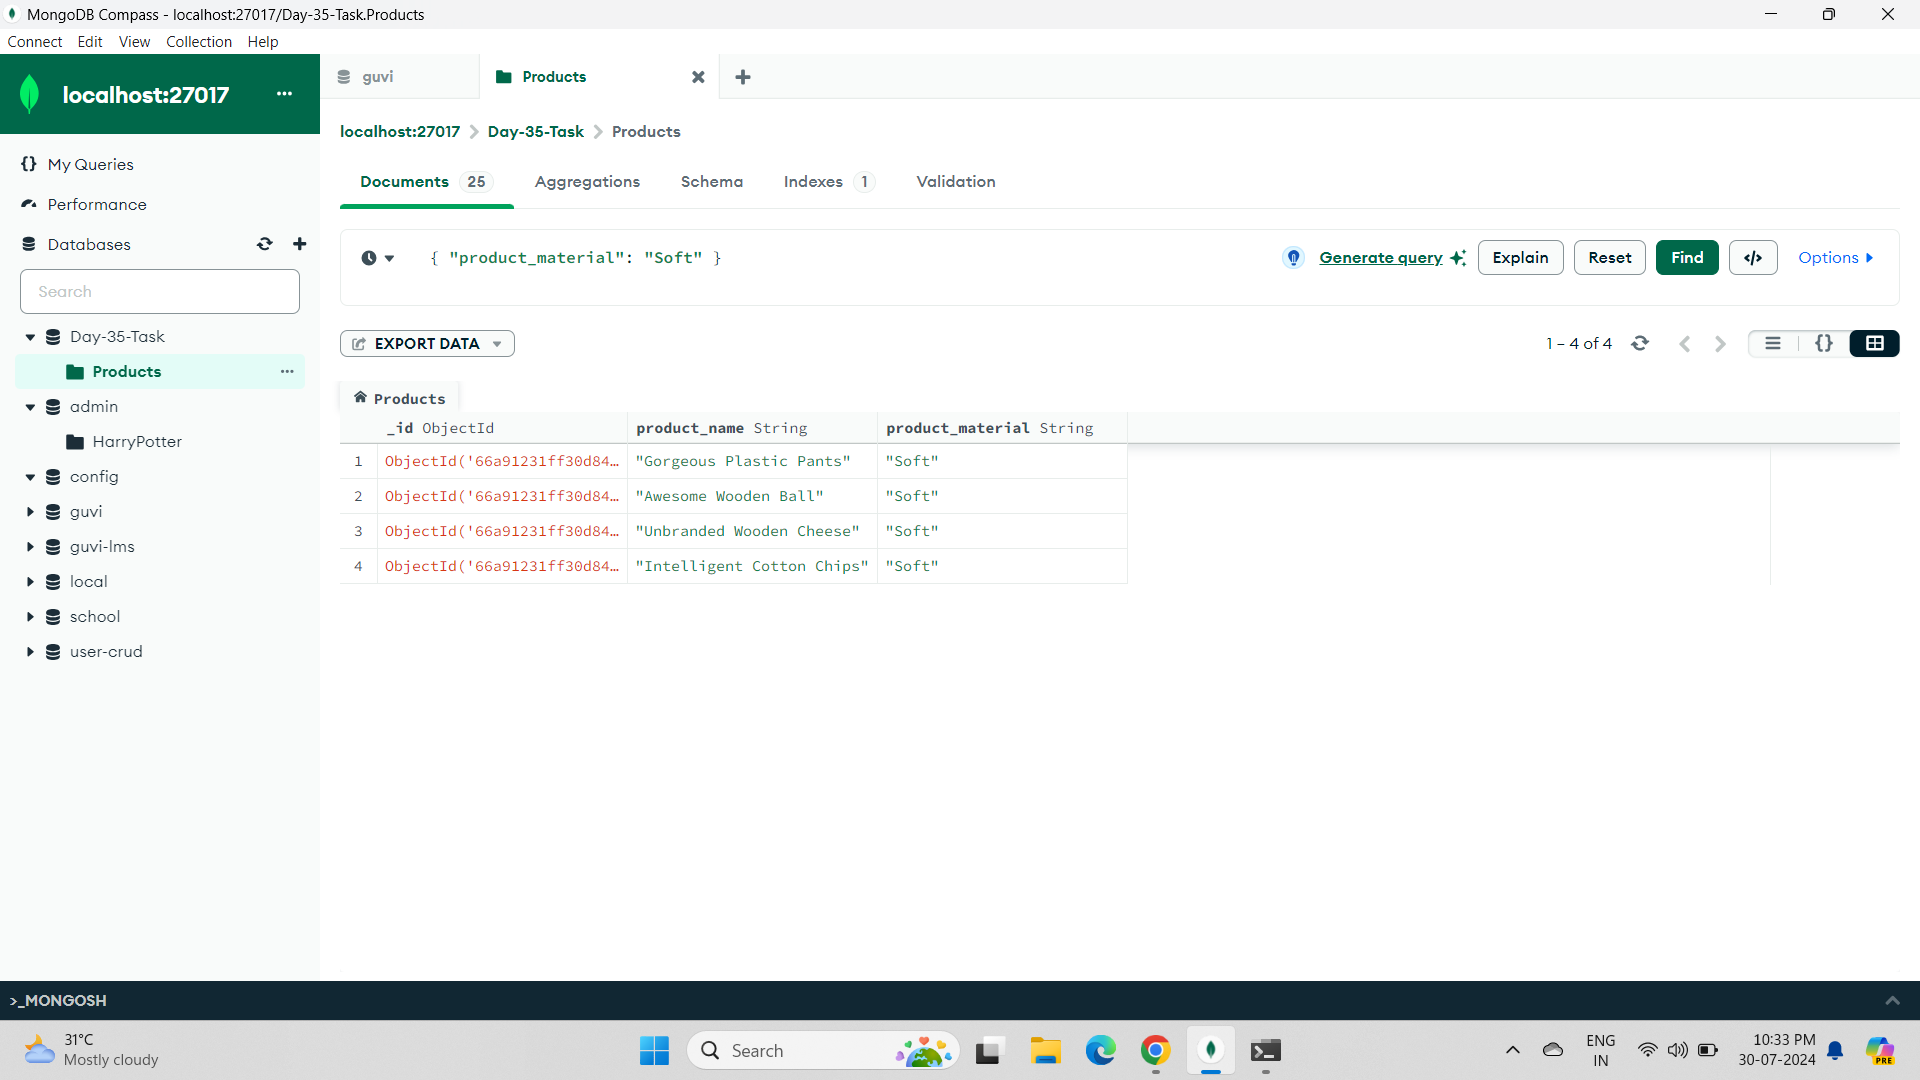 MongoDB Compass - localhost:27017/Day-35-Task.Products
Connect Edit View Collection Help
localhost:27017 ...
guvi
Products
localhost:27017 > Day-35-Task > Products
{} My Queries
Performance
Databases
Search
Day-35-Task
Products ...
admin
HarryPotter
config
guvi
guvi-lms
local
school
user-crud
Documents 25 Aggregations Schema Indexes 1 Validation
{ "product_material": "Soft" }
Generate query Explain Reset Find </> Options
EXPORT DATA
1 – 4 of 4
{}
Products
_id ObjectId product_name String product_material String
1 ObjectId('66a91231ff30d84… "Gorgeous Plastic Pants" "Soft"
2 ObjectId('66a91231ff30d84… "Awesome Wooden Ball" "Soft"
3 ObjectId('66a91231ff30d84… "Unbranded Wooden Cheese" "Soft"
4 ObjectId('66a91231ff30d84… "Intelligent Cotton Chips" "Soft"
>_MONGOSH
31°C
Mostly cloudy
Search
ENG
IN
10:33 PM
30-07-2024
PRE